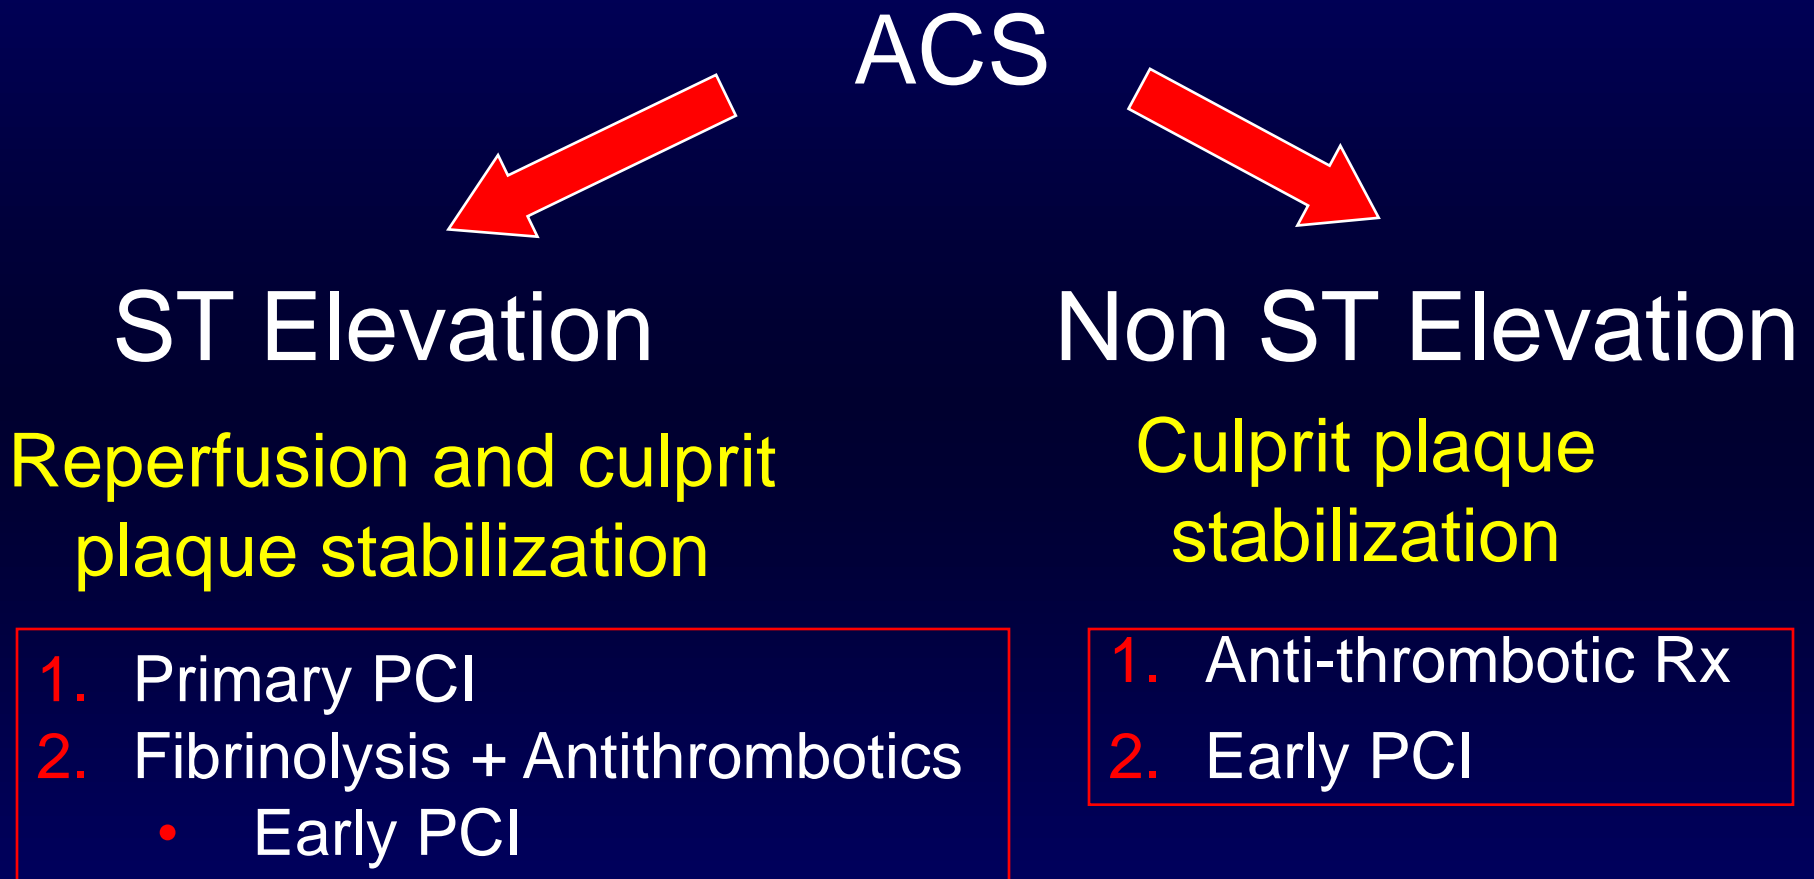 ACS
ST Elevation
Reperfusion and culprit
plaque stabilization
1. Primary PCI
2. Fibrinolysis + Antithrombotics
• Early PCI
Non ST Elevation
Culprit plaque
stabilization
1. Anti-thrombotic Rx
2. Early PCI